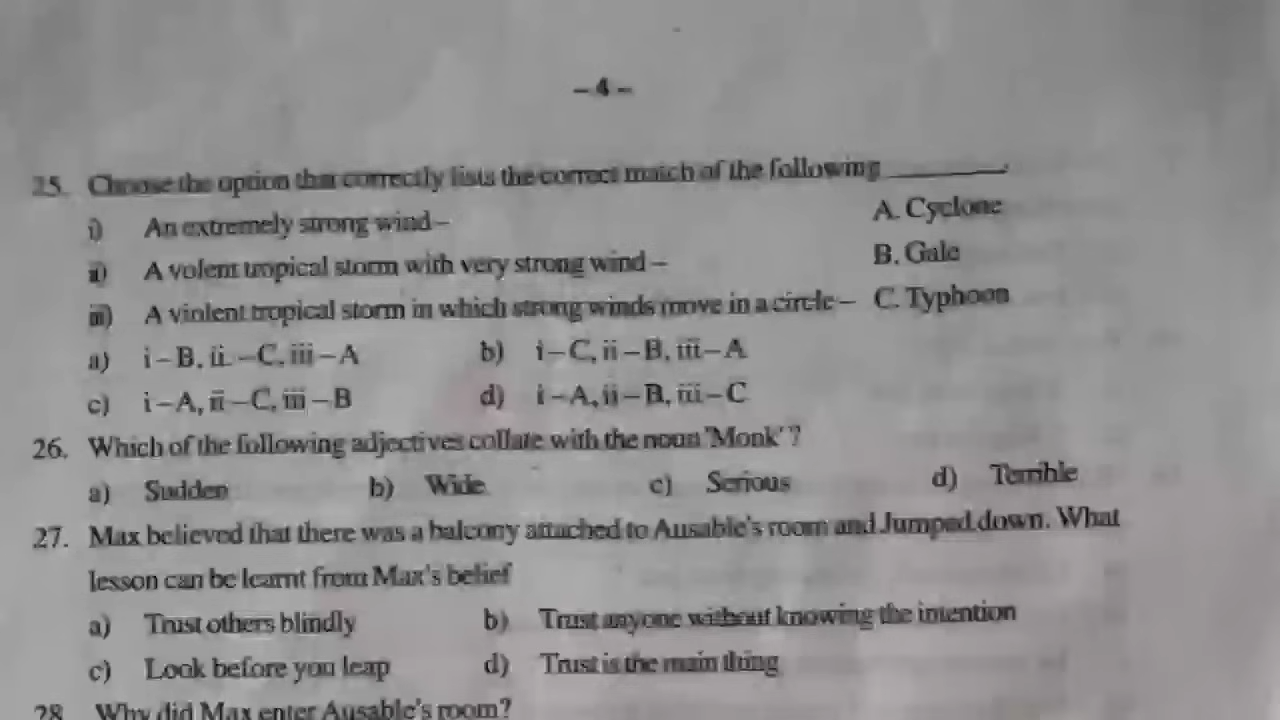 – 4 –
25. Choose the option that correctly lists the correct match of the following ________.
i) An extremely strong wind – A. Cyclone
ii) A volent tropical storm with very strong wind – B. Gale
iii) A violent tropical storm in which strong winds move in a circle – C. Typhoon
a) i – B, ii. – C, iii – A b) i – C, ii – B, iii – A
c) i – A, ii – C, iii – B d) i – A, ii – B, iii – C
26. Which of the following adjectives collate with the noun 'Monk' ?
a) Sudden b) Wide c) Serious d) Terrible
27. Max believed that there was a balcony attached to Ausable's room and Jumped down. What
lesson can be learnt from Max's belief
a) Trust others blindly b) Trust anyone without knowing the intention
c) Look before you leap d) Trust is the main thing
28. Why did Max enter Ausable's room?